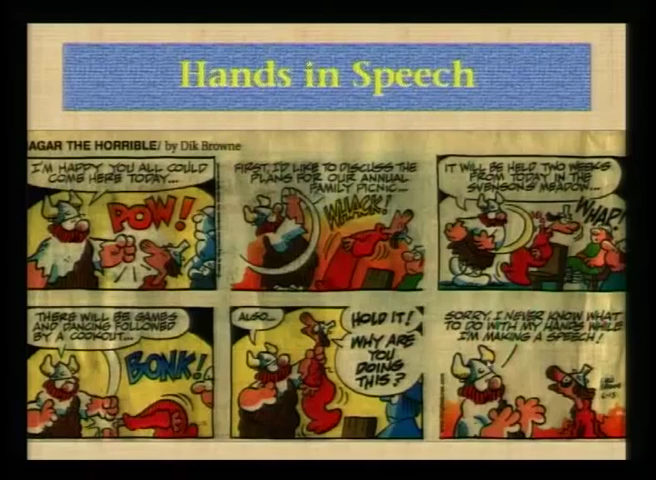 Hands in Speech
AGAR THE HORRIBLE/ by Dik Browne
I'M HAPPY YOU ALL COULD
COME HERE TODAY...
POW!
FIRST, I'D LIKE TO DISCUSS THE
PLANS FOR OUR ANNUAL
FAMILY PICNIC...
WHACK!
IT WILL BE HELD TWO WEEKS
FROM TODAY IN THE
SVENSONS MEADOW...
WHAP!
THERE WILL BE GAMES
AND DANCING FOLLOWED
BY A COOKOUT...
BONK!
ALSO...
HOLD IT!
WHY ARE
YOU
DOING
THIS?
SORRY, I NEVER KNOW WHAT
TO DO WITH MY HANDS WHILE
I'M MAKING A SPEECH!